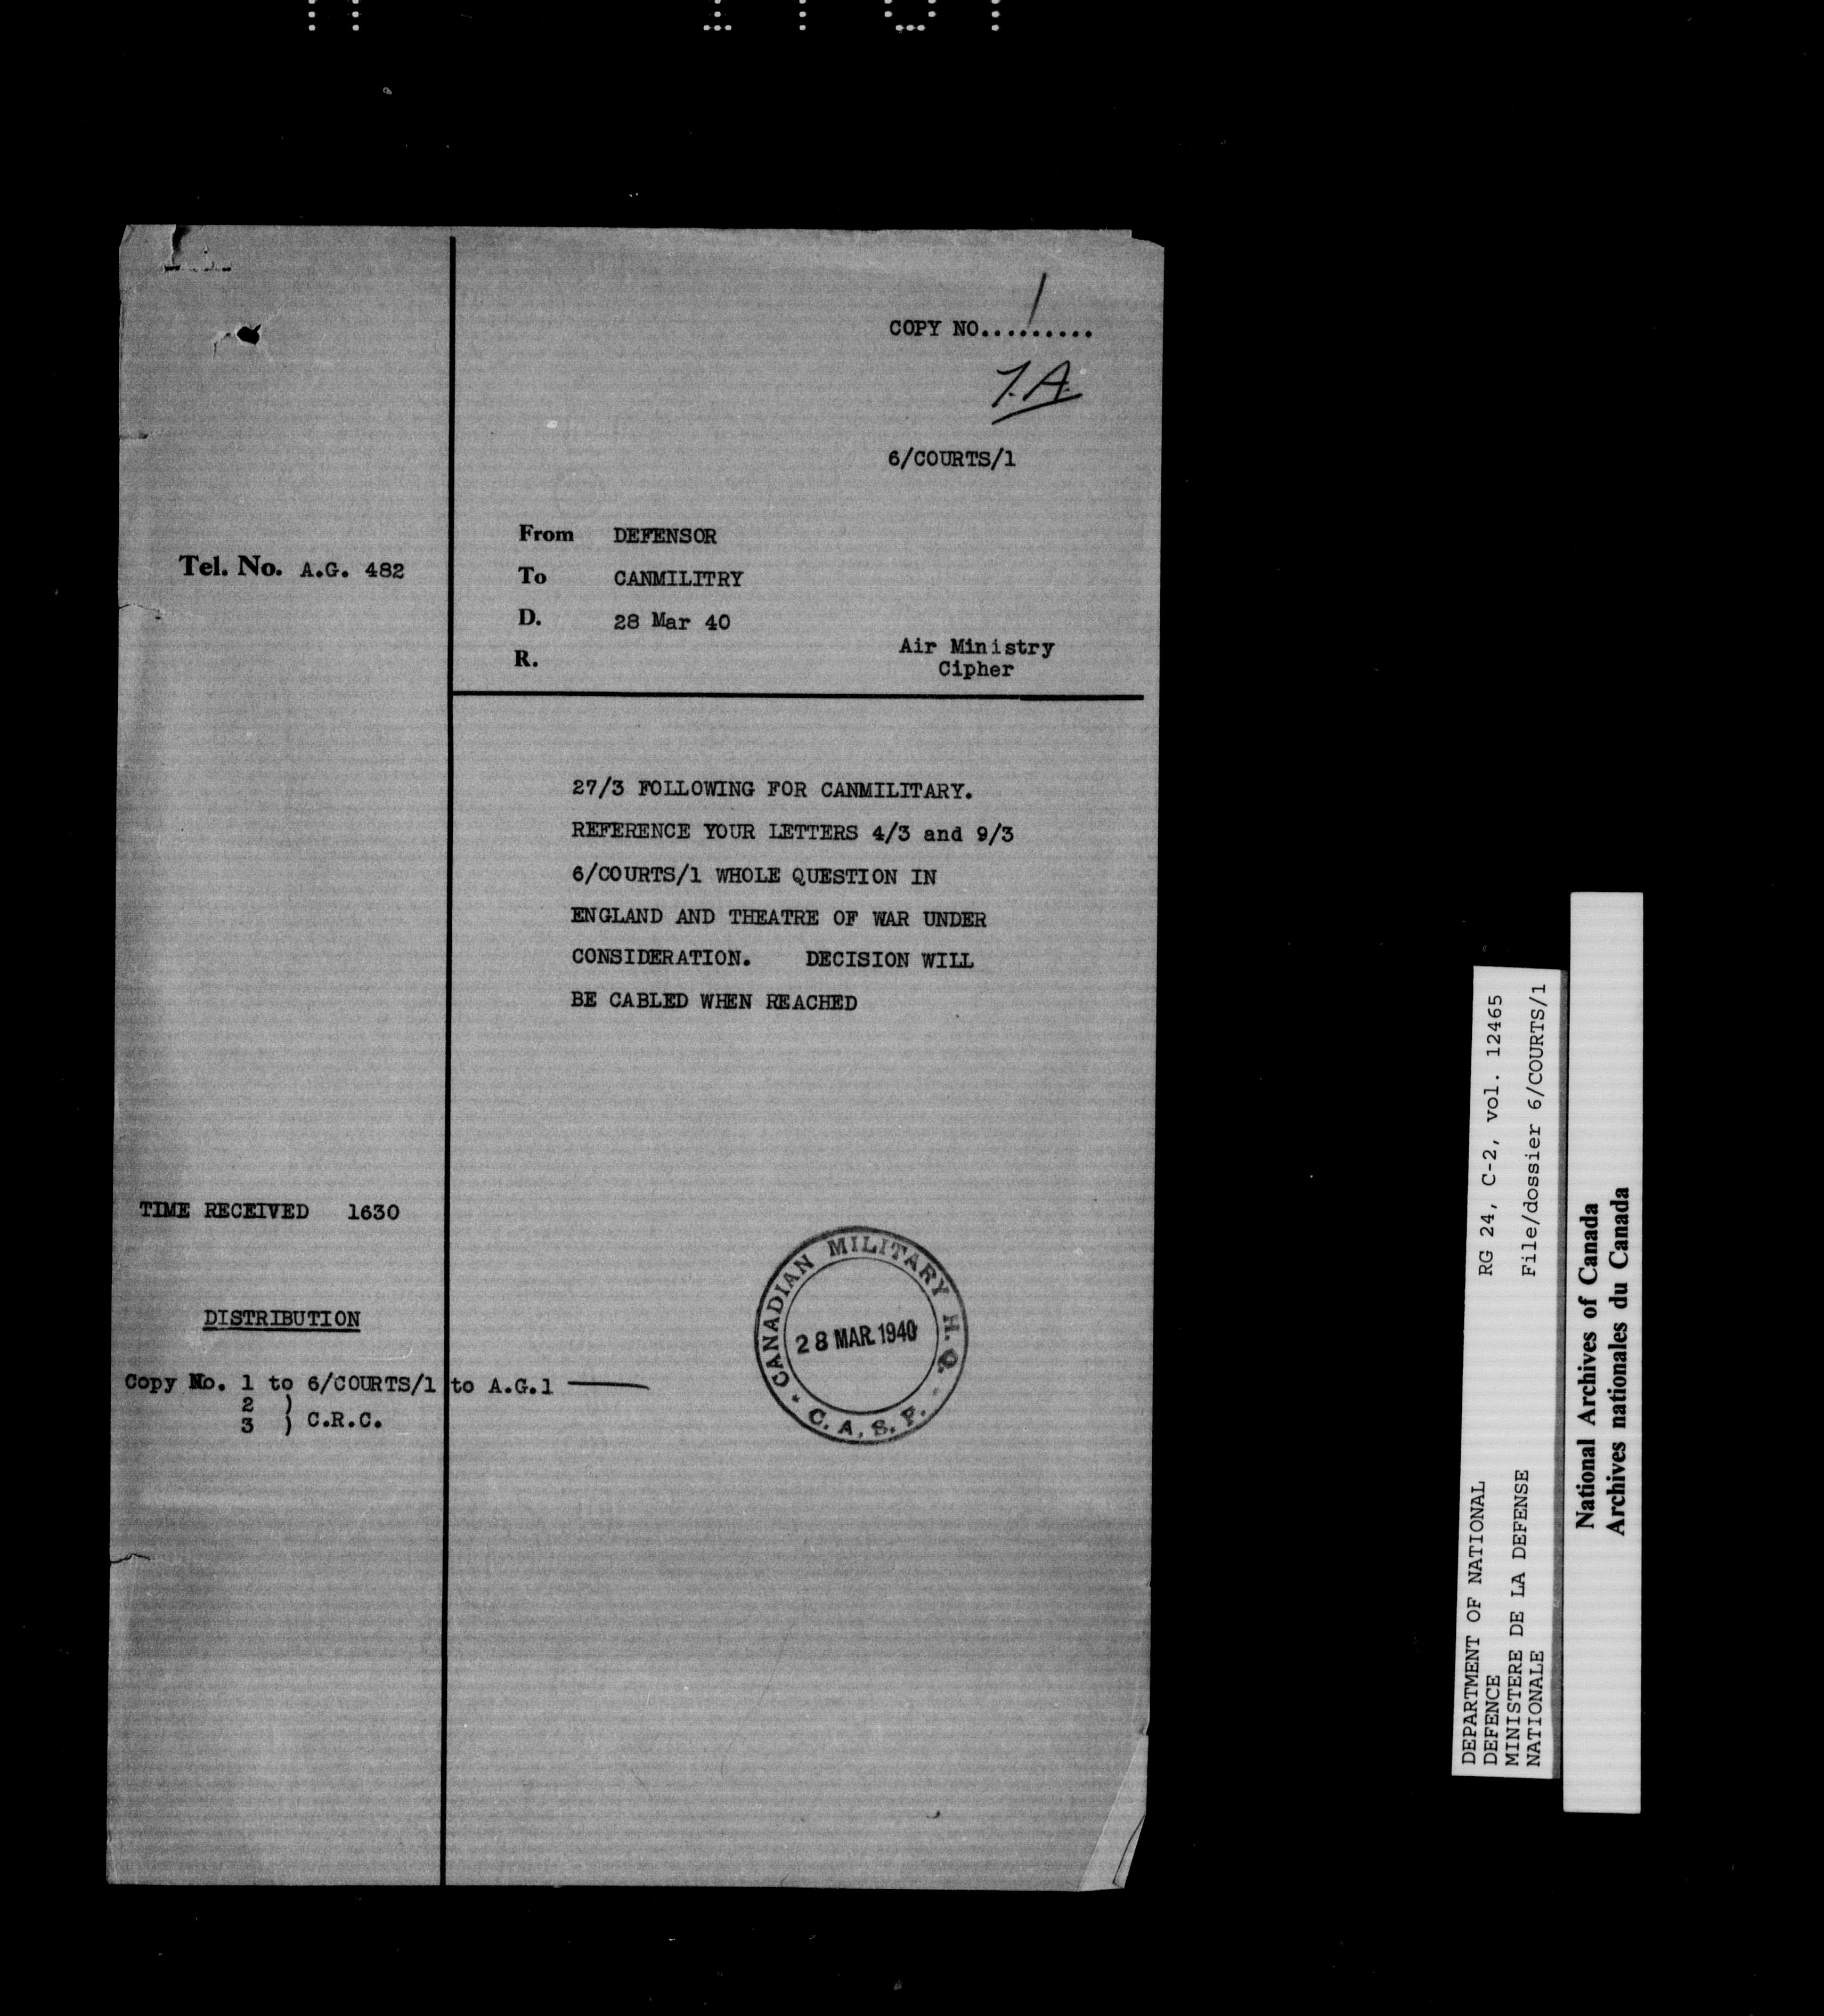 COPY NO......... 1
7.A.
6/COURTS/1
Tel. No. A.G. 482
From DEFENSOR
To CANMILITRY
D. 28 Mar 40
R.
Air Ministry
Cipher
27/3 FOLLOWING FOR CANMILITARY.
REFERENCE YOUR LETTERS 4/3 and 9/3
6/COURTS/1 WHOLE QUESTION IN
ENGLAND AND THEATRE OF WAR UNDER
CONSIDERATION. DECISION WILL
BE CABLED WHEN REACHED
TIME RECEIVED 1630
DISTRIBUTION
Copy No. 1 to 6/COURTS/1 to A.G.1
2 )
3 ) C.R.C.
CANADIAN MILITARY H.Q.
28 MAR. 1940
* C.A.S.F. *
DEPARTMENT OF NATIONAL
DEFENCE
MINISTERE DE LA DEFENSE
NATIONALE
RG 24, C-2, vol. 12465
File/dossier 6/COURTS/1
National Archives of Canada
Archives nationales du Canada